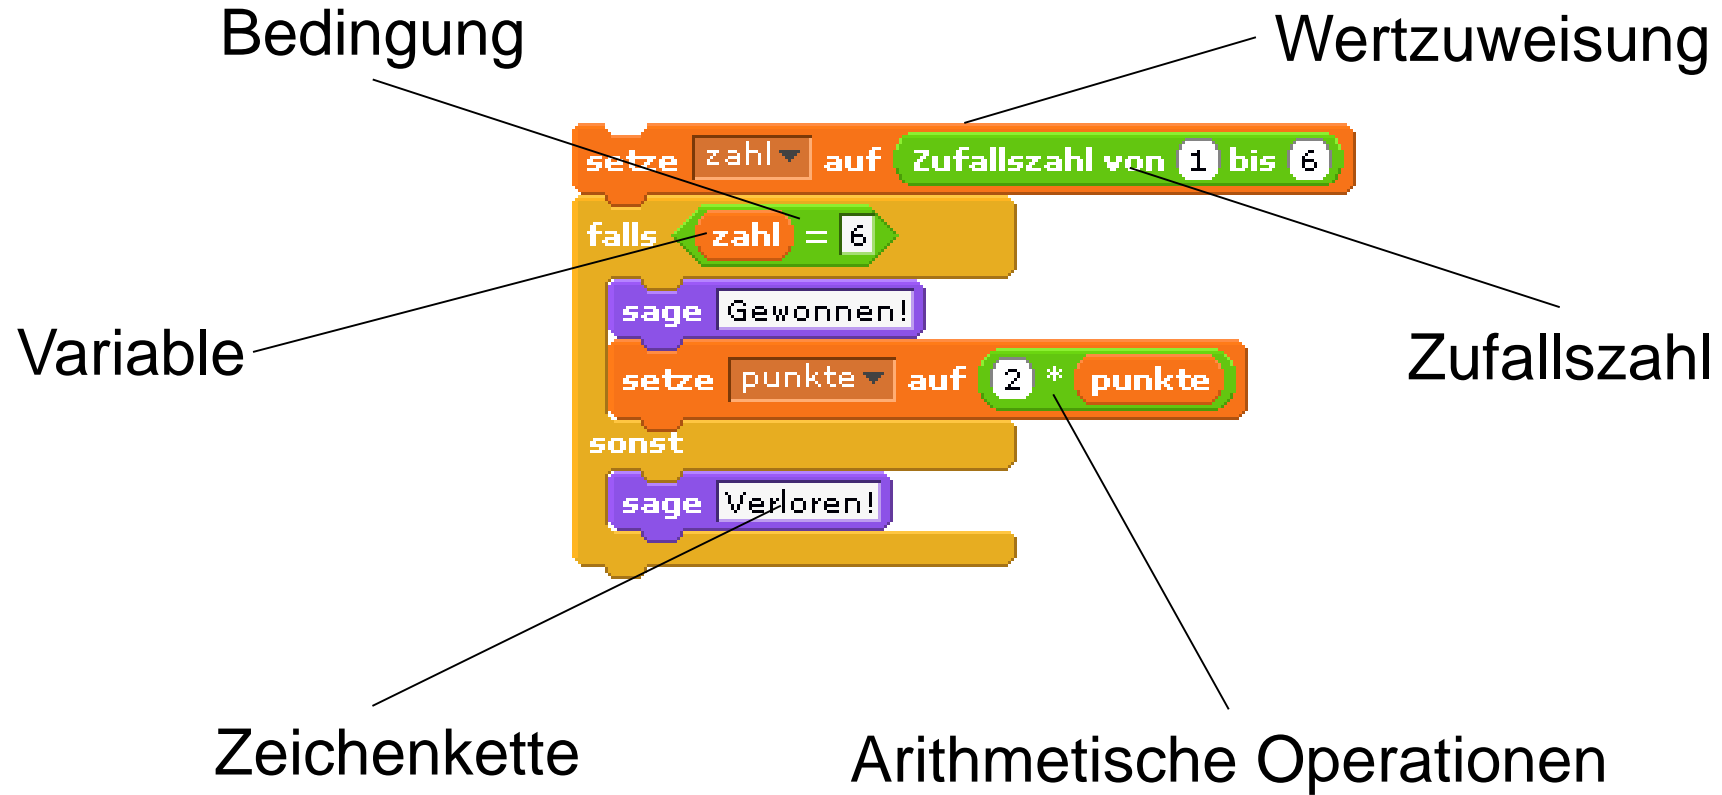 Bedingung
Wertzuweisung
setze zahl auf Zufallszahl von 1 bis 6
falls zahl = 6
sage Gewonnen!
Variable
Zufallszahl
setze punkte auf 2 * punkte
sonst
sage Verloren!
Zeichenkette
Arithmetische Operationen